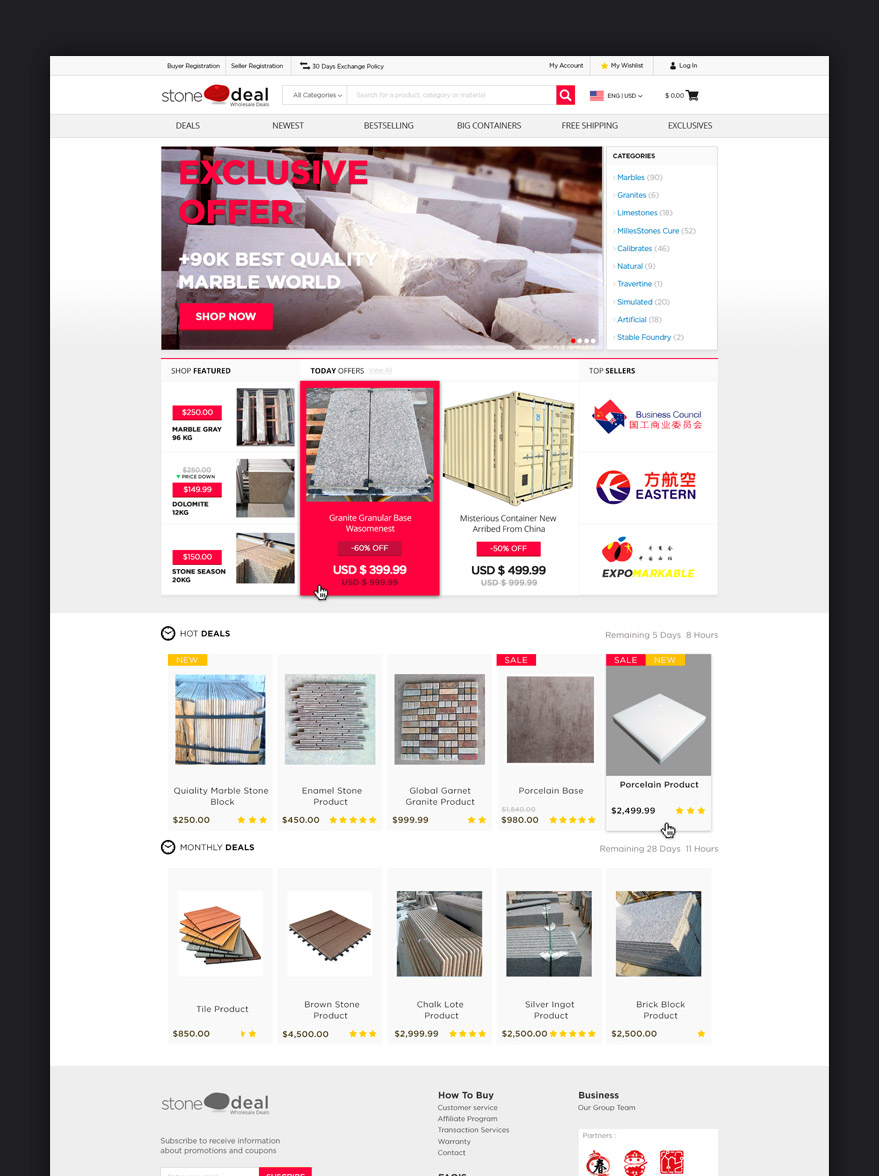 Buyer Registration
Seller Registration
30 Days Exchange Policy
My Account
My Wishlist
Log In
stone deal
Wholesale Deals
All Categories
Search for a product, category or material
ENG | USD
$ 0.00
DEALS
NEWEST
BESTSELLING
BIG CONTAINERS
FREE SHIPPING
EXCLUSIVES
EXCLUSIVE
OFFER
+90K BEST QUALITY
MARBLE WORLD
SHOP NOW
CATEGORIES
Marbles (90)
Granites (6)
Limestones (18)
MillesStones Cure (52)
Calibrates (46)
Natural (9)
Travertine (1)
Simulated (20)
Artificial (18)
Stable Foundry (2)
SHOP FEATURED
$250.00
MARBLE GRAY
96 KG
$250.00
PRICE DOWN
$149.99
DOLOMITE
12KG
$150.00
STONE SEASON
20KG
TODAY OFFERS
View All
Granite Granular Base
Wasomenest
-60% OFF
USD $ 399.99
USD $ 599.99
Misterious Container New
Arribed From China
-50% OFF
USD $ 499.99
USD $ 999.99
TOP SELLERS
Business Council
国工商业委员会
方航空
EASTERN
EXPOMARKABLE
HOT DEALS
Remaining 5 Days 8 Hours
NEW
Quiality Marble Stone
Block
$250.00
Enamel Stone
Product
$450.00
Global Garnet
Granite Product
$999.99
SALE
Porcelain Base
$1,840.00
$980.00
SALE
NEW
Porcelain Product
$2,499.99
MONTHLY DEALS
Remaining 28 Days 11 Hours
Tile Product
$850.00
Brown Stone
Product
$4,500.00
Chalk Lote
Product
$2,999.99
Silver Ingot
Product
$2,500.00
Brick Block
Product
$2,500.00
stone deal
Wholesale Deals
Subscribe to receive information
about promotions and coupons
How To Buy
Customer service
Affiliate Program
Transaction Services
Warranty
Contact
Business
Our Group Team
Partners :
春